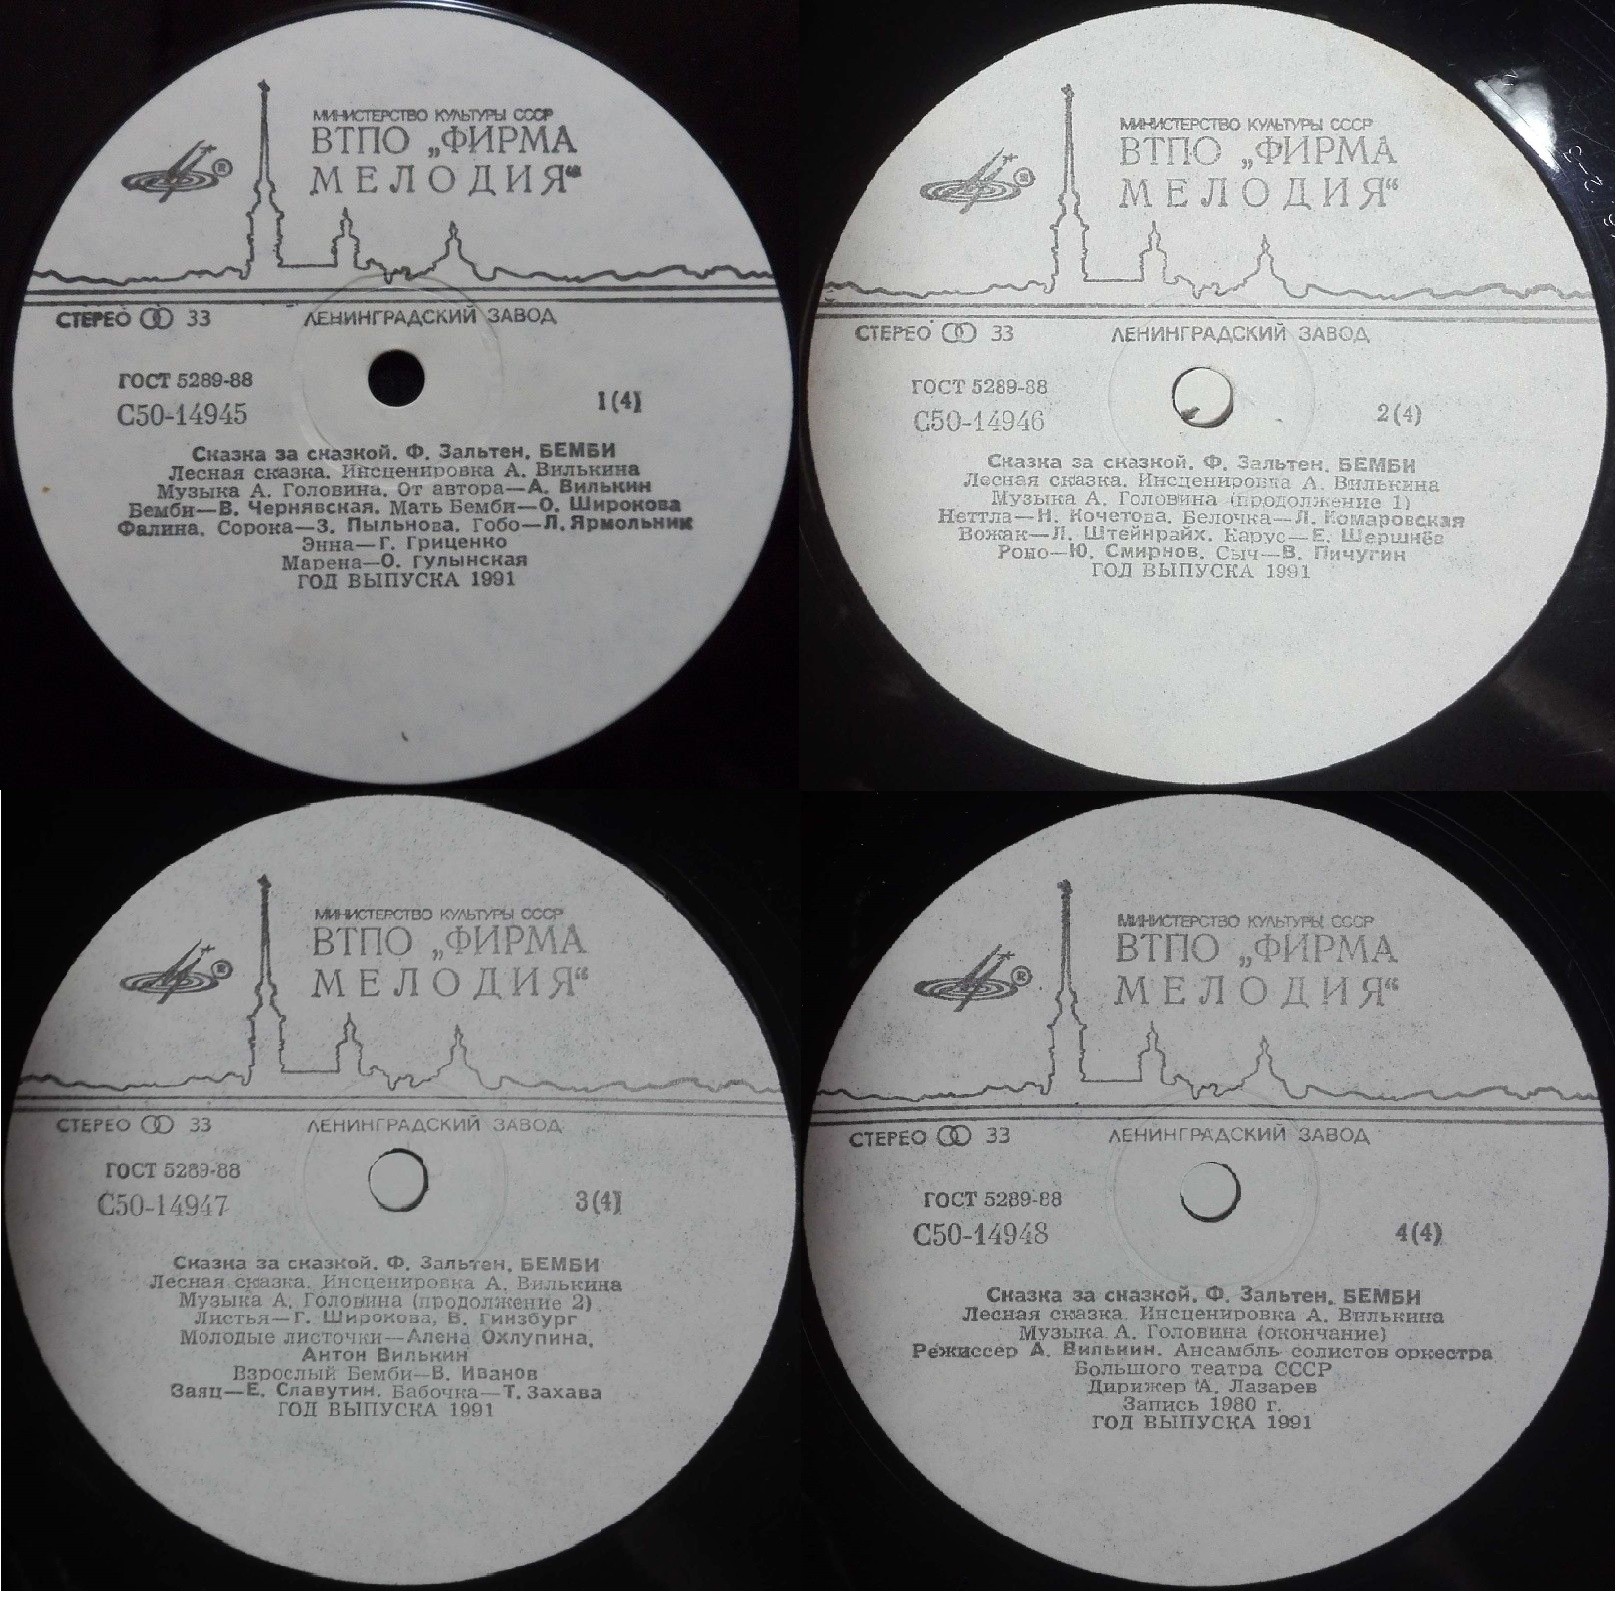 МИНИСТЕРСТВО КУЛЬТУРЫ СССР
ВТПО „ФИРМА
МЕЛОДИЯ“
®
СТЕРЕО 33
ЛЕНИНГРАДСКИЙ ЗАВОД
ГОСТ 5289-88
С50-14945
1(4)
Сказка за сказкой. Ф. Зальтен. БЕМБИ
Лесная сказка. Инсценировка А. Вилькина
Музыка А. Головина. От автора—А. Вилькин
Бемби—В. Чернявская. Мать Бемби—О. Широкова
Фалина, Сорока—З. Пыльнова. Гобо—Л. Ярмольник
Энна—Г. Гриценко
Марена—О. Гулынская
ГОД ВЫПУСКА 1991
МИНИСТЕРСТВО КУЛЬТУРЫ СССР
ВТПО „ФИРМА
МЕЛОДИЯ“
®
СТЕРЕО 33
ЛЕНИНГРАДСКИЙ ЗАВОД
ГОСТ 5289-88
С50-14946
2(4)
Сказка за сказкой. Ф. Зальтен. БЕМБИ
Лесная сказка. Инсценировка А. Вилькина
Музыка А. Головина (продолжение 1)
Неттла—Н. Кочетова. Белочка—Л. Комаровская
Вожак—Л. Штейнрайх. Карус—Е. Шершнёв
Роно—Ю. Смирнов. Сыч—В. Пичугин
ГОД ВЫПУСКА 1991
МИНИСТЕРСТВО КУЛЬТУРЫ СССР
ВТПО „ФИРМА
МЕЛОДИЯ“
®
СТЕРЕО 33
ЛЕНИНГРАДСКИЙ ЗАВОД
ГОСТ 5289-88
С50-14947
3(4)
Сказка за сказкой. Ф. Зальтен. БЕМБИ
Лесная сказка. Инсценировка А. Вилькина
Музыка А. Головина (продолжение 2)
Листья—Г. Широкова, В. Гинзбург
Молодые листочки—Алена Охлупина,
Антон Вилькин
Взрослый Бемби—В. Иванов
Заяц—Е. Славутин. Бабочка—Т. Захава
ГОД ВЫПУСКА 1991
МИНИСТЕРСТВО КУЛЬТУРЫ СССР
ВТПО „ФИРМА
МЕЛОДИЯ“
®
СТЕРЕО 33
ЛЕНИНГРАДСКИЙ ЗАВОД
ГОСТ 5289-88
С50-14948
4(4)
Сказка за сказкой. Ф. Зальтен. БЕМБИ
Лесная сказка. Инсценировка А. Вилькина
Музыка А. Головина (окончание)
Режиссёр А. Вилькин. Ансамбль солистов оркестра
Большого театра СССР
Дирижер А. Лазарев
Запись 1980 г.
ГОД ВЫПУСКА 1991